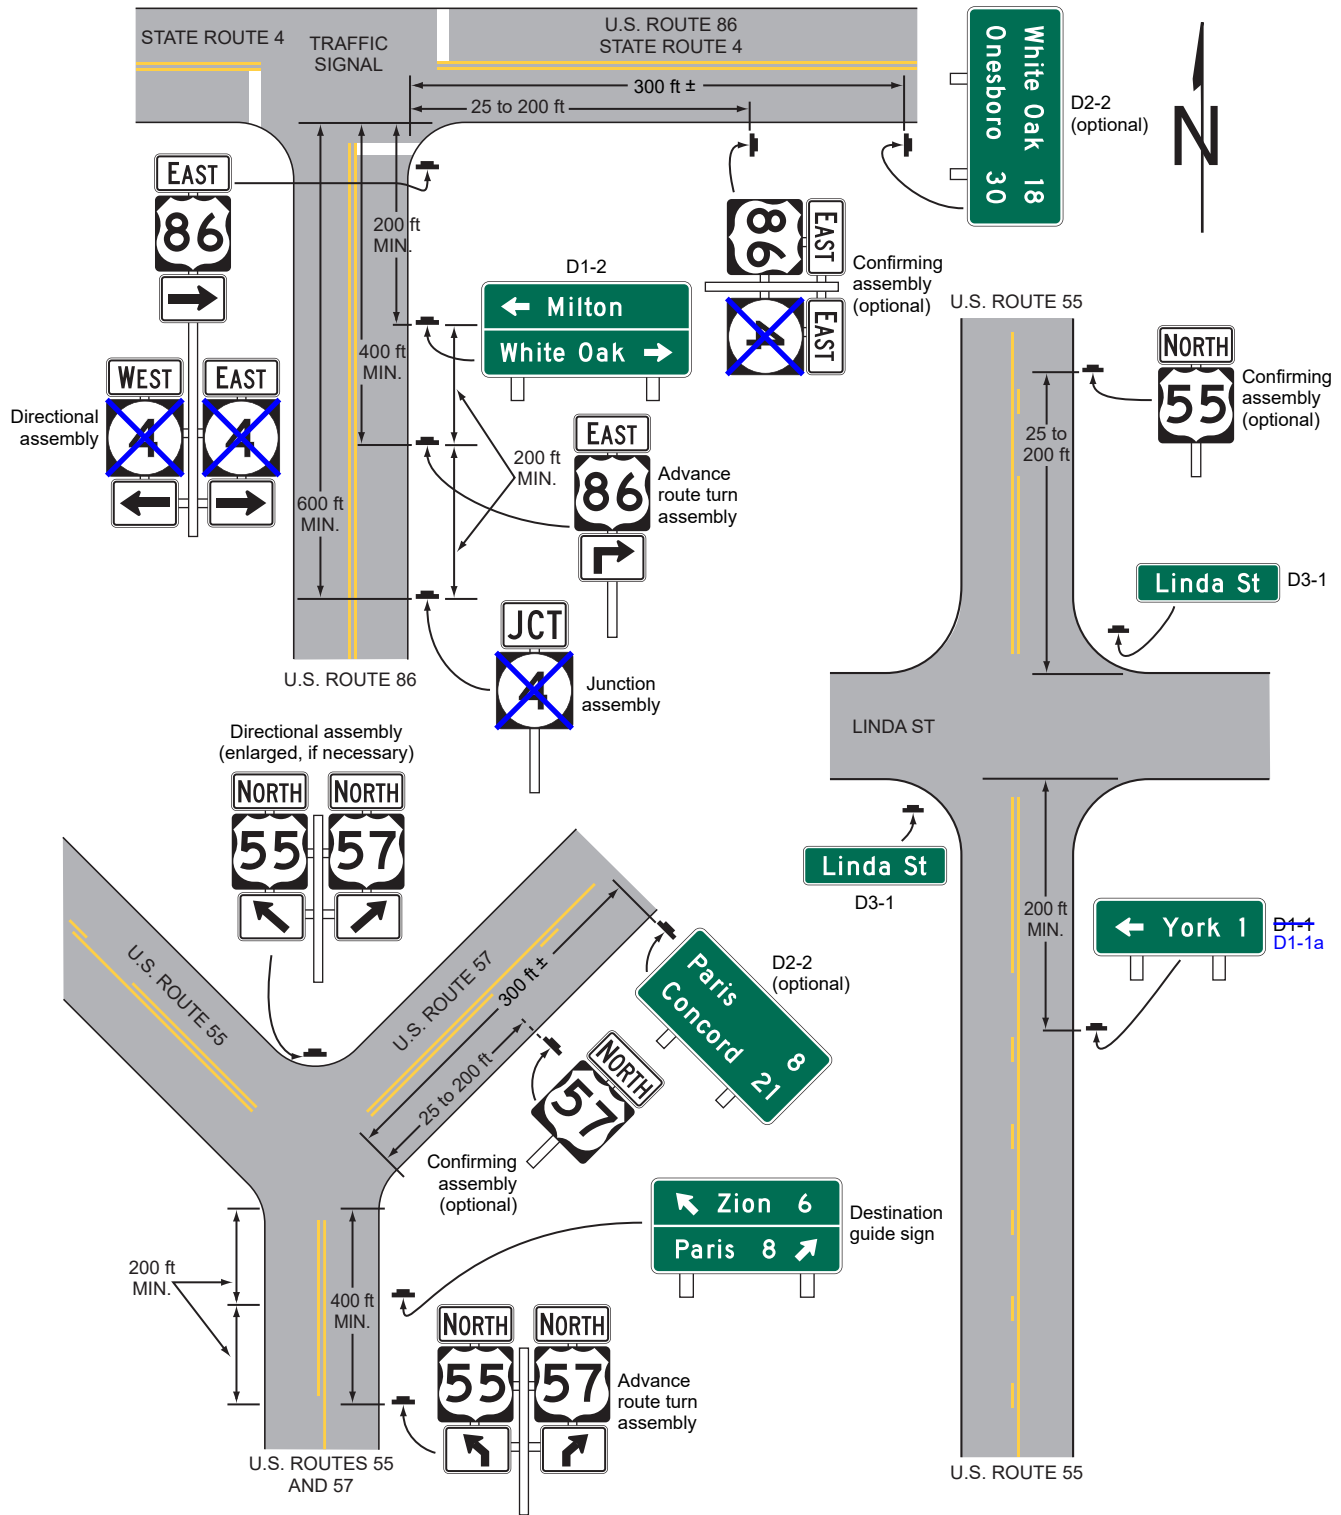 STATE ROUTE 4
TRAFFIC
SIGNAL
U.S. ROUTE 86
STATE ROUTE 4
300 ft ±
25 to 200 ft
White Oak 18
Onesboro 30
D2-2
(optional)
N
EAST
86
200 ft
MIN.
D1-2
Milton
White Oak
EAST
86
EAST
4
Confirming
assembly
(optional)
400 ft
MIN.
WEST
4
EAST
4
Directional
assembly
200 ft
MIN.
EAST
86
Advance
route turn
assembly
600 ft
MIN.
JCT
4
Junction
assembly
U.S. ROUTE 86
U.S. ROUTE 55
NORTH
55
Confirming
assembly
(optional)
25 to
200 ft
Linda St
D3-1
LINDA ST
Linda St
D3-1
200 ft
MIN.
York 1
D1-1
D1-1a
U.S. ROUTE 55
Directional assembly
(enlarged, if necessary)
NORTH
55
NORTH
57
U.S. ROUTE 55
U.S. ROUTE 57
300 ft ±
25 to 200 ft
Paris 8
Concord 21
D2-2
(optional)
NORTH
57
Confirming
assembly
(optional)
Zion 6
Paris 8
Destination
guide sign
200 ft
MIN.
400 ft
MIN.
NORTH
55
NORTH
57
Advance
route turn
assembly
U.S. ROUTES 55
AND 57